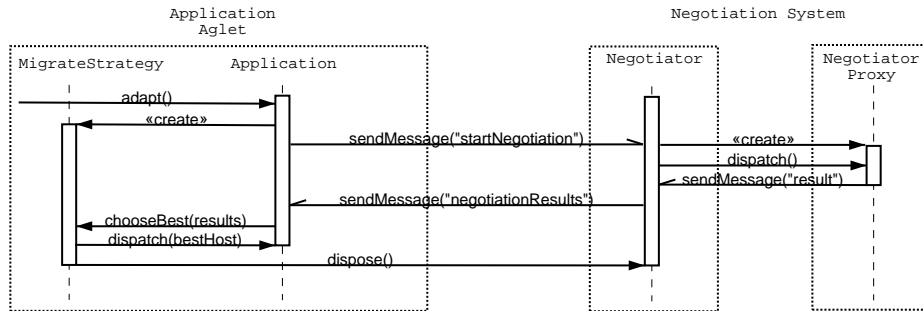 Application
Aglet
Negotiation System
MigrateStrategy
Application
Negotiator
Negotiator
Proxy
adapt()
«create»
sendMessage("startNegotiation")
«create»
dispatch()
sendMessage("result")
sendMessage("negotiationResults")
chooseBest(results)
dispatch(bestHost)
dispose()